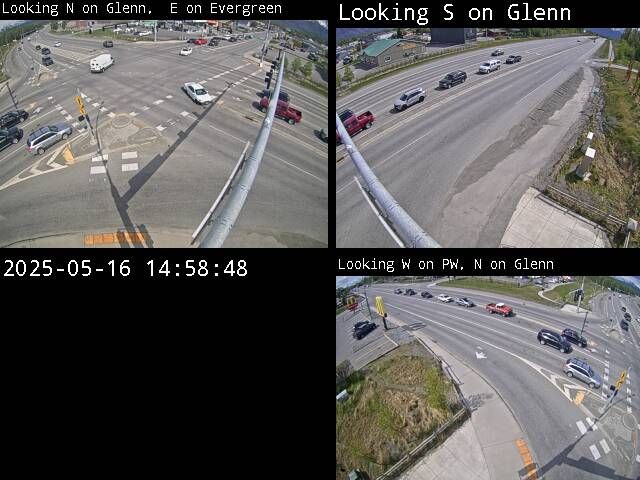 Looking N on Glenn, E on Evergreen
Looking S on Glenn
2025-05-16 14:58:48
Looking W on PW, N on Glenn